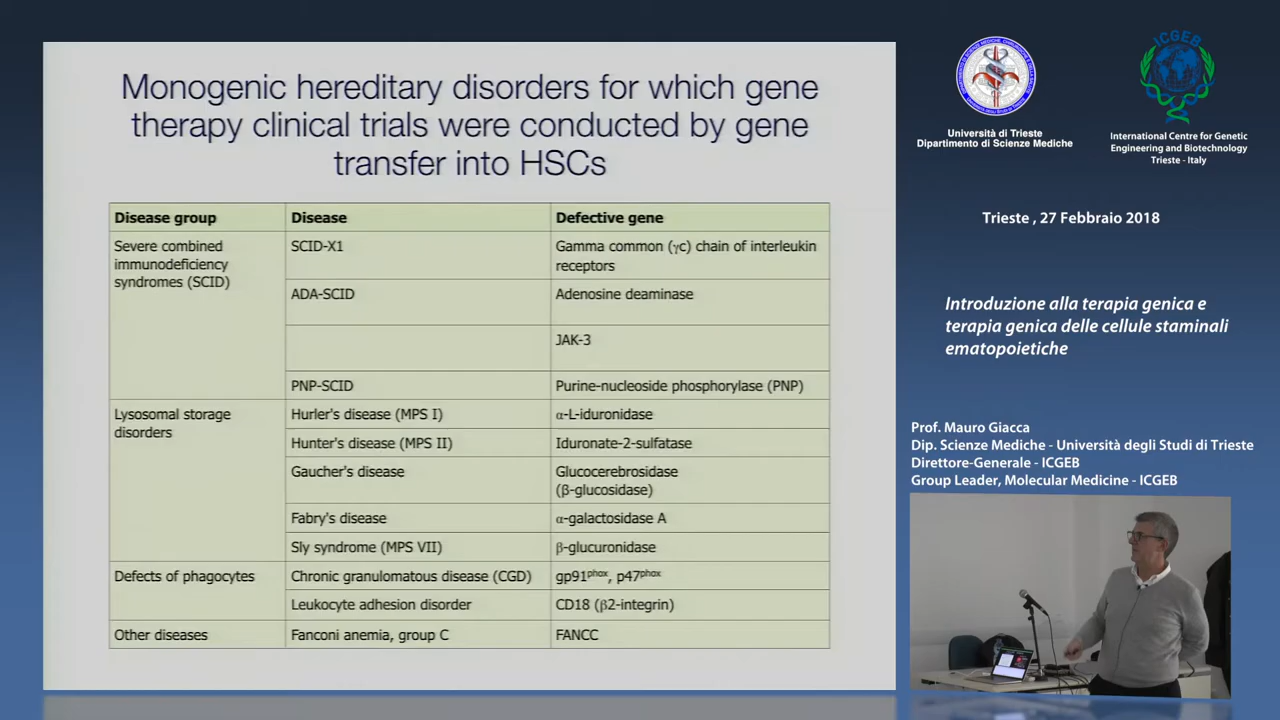 Monogenic hereditary disorders for which gene
therapy clinical trials were conducted by gene
transfer into HSCs
Disease group Disease Defective gene
Severe combined
immunodeficiency
syndromes (SCID)
SCID-X1
Gamma common (γc) chain of interleukin
receptors
ADA-SCID Adenosine deaminase
JAK-3
PNP-SCID Purine-nucleoside phosphorylase (PNP)
Lysosomal storage
disorders
Hurler's disease (MPS I) α-L-iduronidase
Hunter's disease (MPS II) Iduronate-2-sulfatase
Gaucher's disease
Glucocerebrosidase
(β-glucosidase)
Fabry's disease α-galactosidase A
Sly syndrome (MPS VII) β-glucuronidase
Defects of phagocytes Chronic granulomatous disease (CGD) gp91phox, p47phox
Leukocyte adhesion disorder CD18 (β2-integrin)
Other diseases Fanconi anemia, group C FANCC
Università di Trieste
Dipartimento di Scienze Mediche
ICGEB
International Centre for Genetic
Engineering and Biotechnology
Trieste - Italy
Trieste , 27 Febbraio 2018
Introduzione alla terapia genica e
terapia genica delle cellule staminali
ematopoietiche
Prof. Mauro Giacca
Dip. Scienze Mediche - Università degli Studi di Trieste
Direttore-Generale - ICGEB
Group Leader, Molecular Medicine - ICGEB